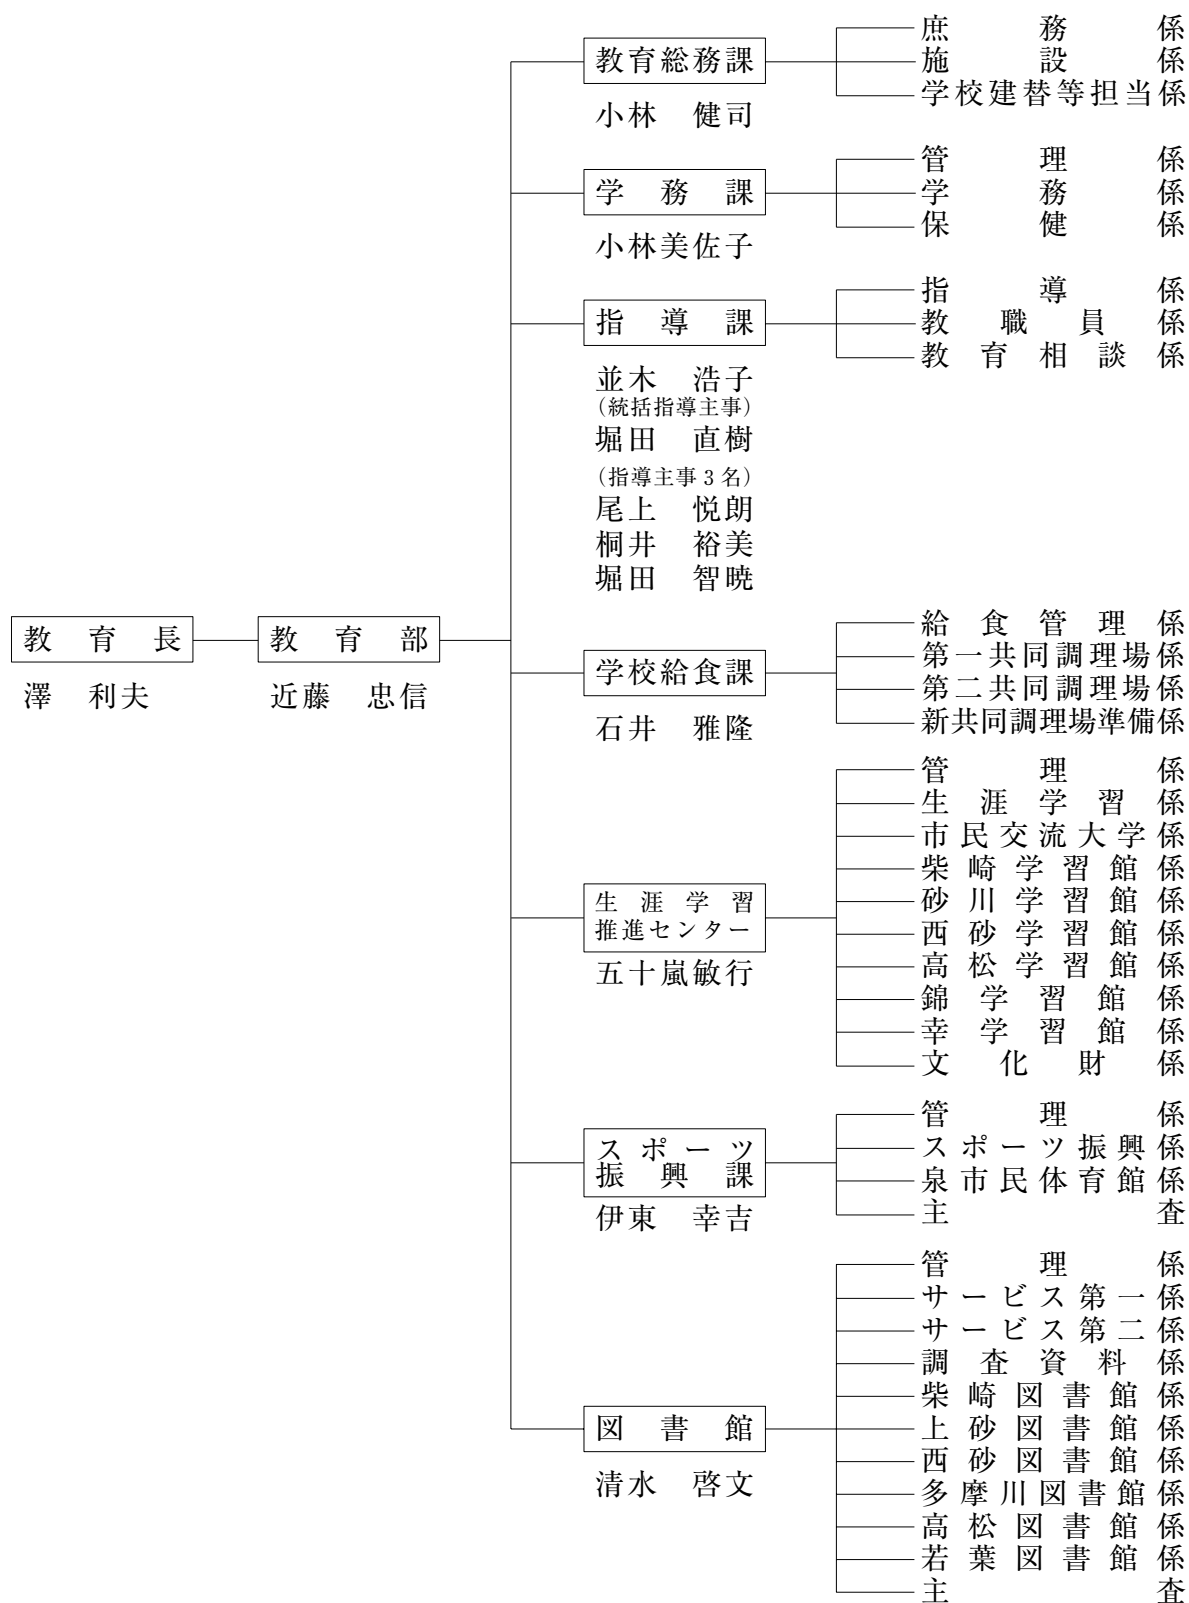 教育長
澤　利夫
教育部
近藤　忠信
教育総務課
小林　健司
庶務係
施設係
学校建替等担当係
学務課
小林美佐子
管理係
学務係
保健係
指導課
並木　浩子
（統括指導主事）
堀田　直樹
（指導主事3名）
尾上　悦朗
桐井　裕美
堀田　智暁
指導係
教職員係
教育相談係
学校給食課
石井　雅隆
給食管理係
第一共同調理場係
第二共同調理場係
新共同調理場準備係
生涯学習
推進センター
五十嵐敏行
管理係
生涯学習係
市民交流大学係
柴崎学習館係
砂川学習館係
西砂学習館係
高松学習館係
錦学習館係
幸学習館係
文化財係
スポーツ
振興課
伊東　幸吉
管理係
スポーツ振興係
泉市民体育館係
主査
図書館
清水　啓文
管理係
サービス第一係
サービス第二係
調査資料係
柴崎図書館係
上砂図書館係
西砂図書館係
多摩川図書館係
高松図書館係
若葉図書館係
主査